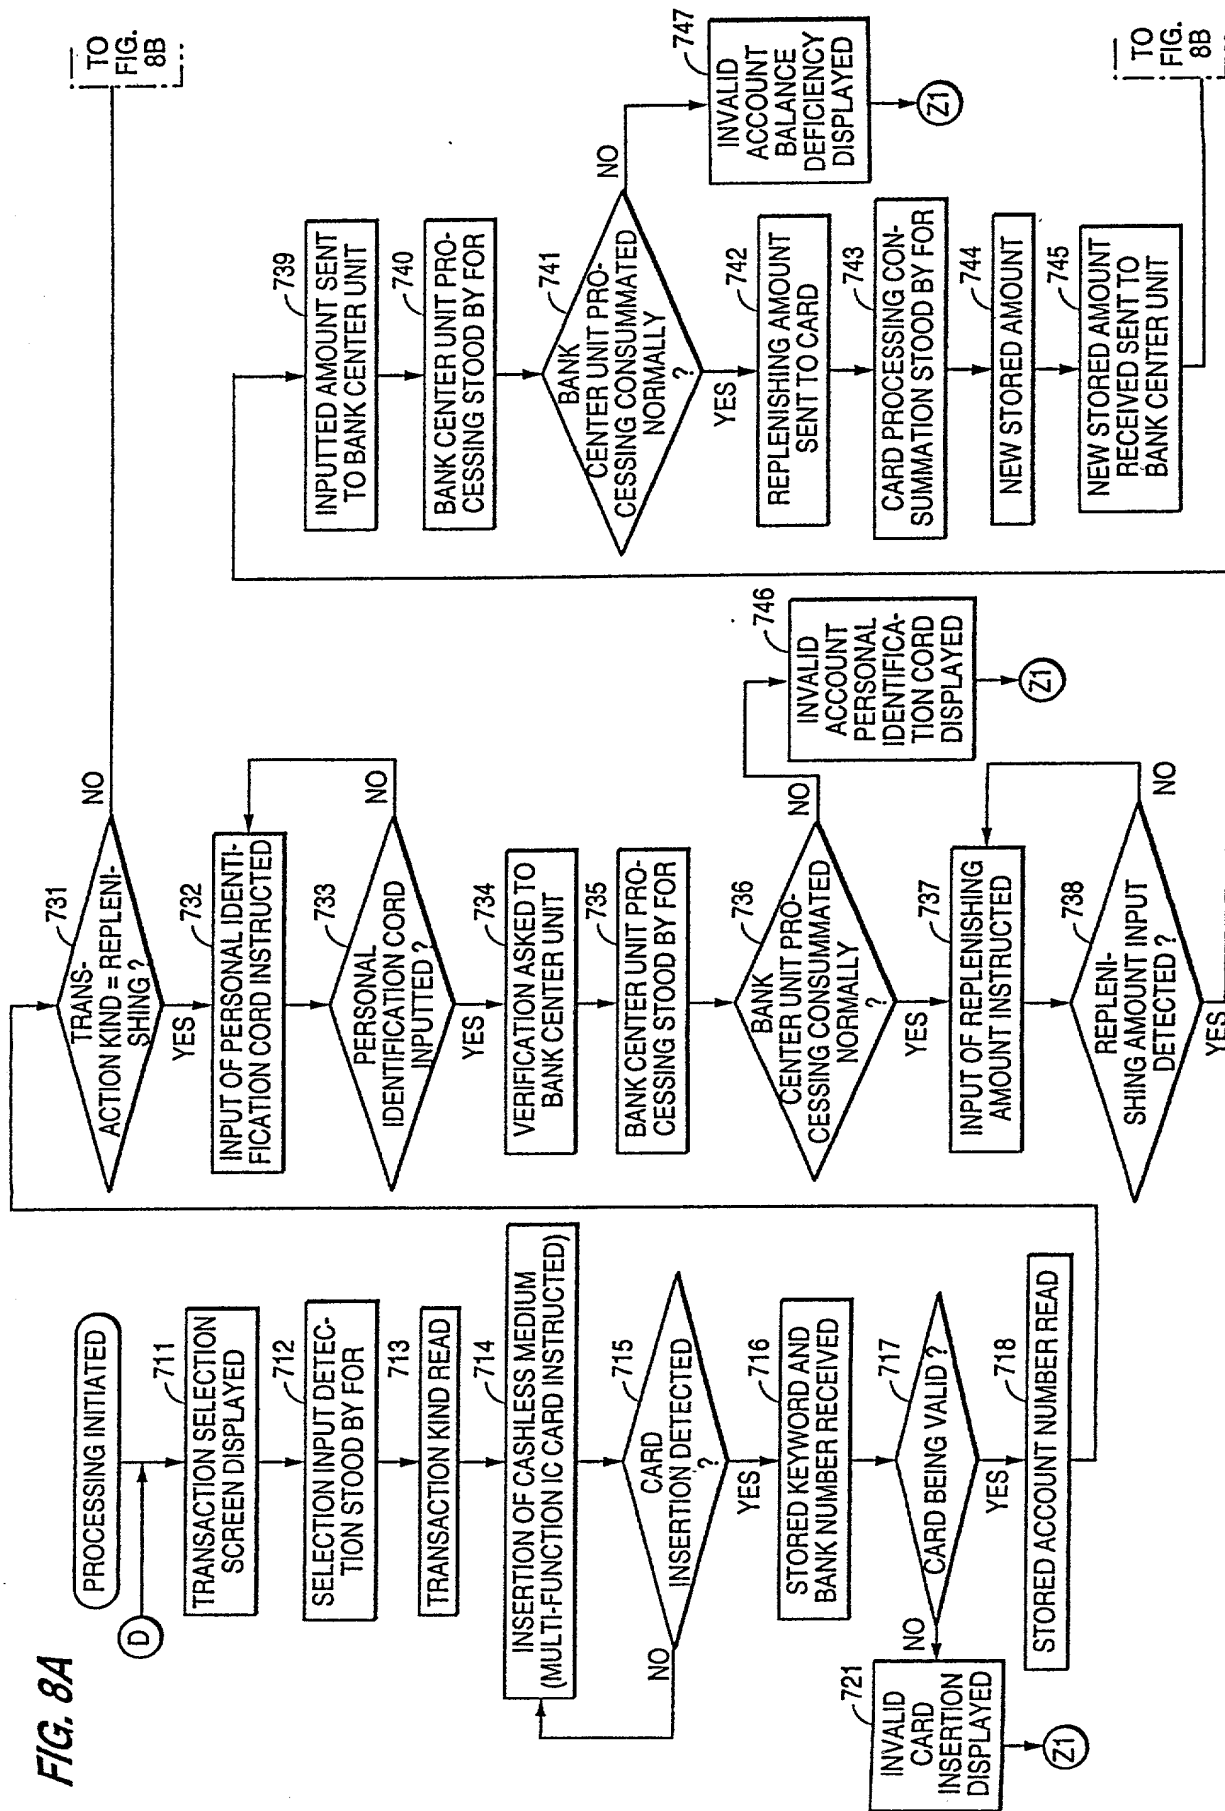 FIG. 8A
PROCESSING INITIATED
D
711
TRANSACTION SELECTION
SCREEN DISPLAYED
712
SELECTION INPUT DETEC-
TION STOOD BY FOR
713
TRANSACTION KIND READ
714
INSERTION OF CASHLESS MEDIUM
(MULTI-FUNCTION IC CARD INSTRUCTED)
715
CARD
INSERTION DETECTED
?
NO
YES
716
STORED KEYWORD AND
BANK NUMBER RECEIVED
717
CARD BEING VALID ?
NO
YES
721
INVALID
CARD
INSERTION
DISPLAYED
Z1
718
STORED ACCOUNT NUMBER READ
731
TRANS-
ACTION KIND = REPLENI-
SHING ?
NO
YES
TO
FIG.
8B
732
INPUT OF PERSONAL IDENTI-
FICATION CORD INSTRUCTED
733
PERSONAL
IDENTIFICATION CORD
INPUTTED ?
NO
YES
734
VERIFICATION ASKED TO
BANK CENTER UNIT
735
BANK CENTER UNIT PRO-
CESSING STOOD BY FOR
736
BANK
CENTER UNIT PRO-
CESSING CONSUMMATED
NORMALLY
?
NO
YES
746
INVALID
ACCOUNT
PERSONAL
IDENTIFICA-
TION CORD
DISPLAYED
Z1
737
INPUT OF REPLENISHING
AMOUNT INSTRUCTED
738
REPLENI-
SHING AMOUNT INPUT
DETECTED ?
NO
YES
739
INPUTTED AMOUNT SENT
TO BANK CENTER UNIT
740
BANK CENTER UNIT PRO-
CESSING STOOD BY FOR
741
BANK
CENTER UNIT PRO-
CESSING CONSUMMATED
NORMALLY
?
NO
YES
747
INVALID
ACCOUNT
BALANCE
DEFICIENCY
DISPLAYED
Z1
742
REPLENISHING AMOUNT
SENT TO CARD
743
CARD PROCESSING CON-
SUMMATION STOOD BY FOR
744
NEW STORED AMOUNT
745
NEW STORED AMOUNT
RECEIVED SENT TO
BANK CENTER UNIT
TO
FIG.
8B